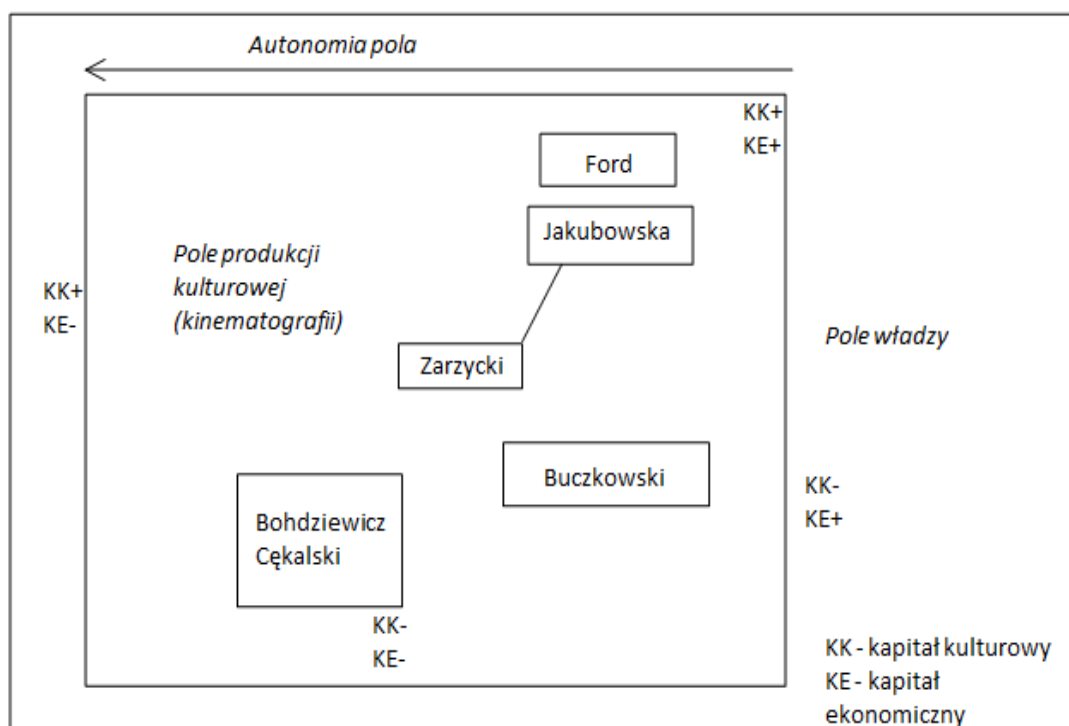 Autonomia pola
KK+
KE+
Ford
Jakubowska
Pole produkcji
kulturowej
(kinematografii)
KK+
KE-
Pole władzy
Zarzycki
Buczkowski
KK-
KE+
Bohdziewicz
Cękalski
KK-
KE-
KK - kapitał kulturowy
KE - kapitał
ekonomiczny